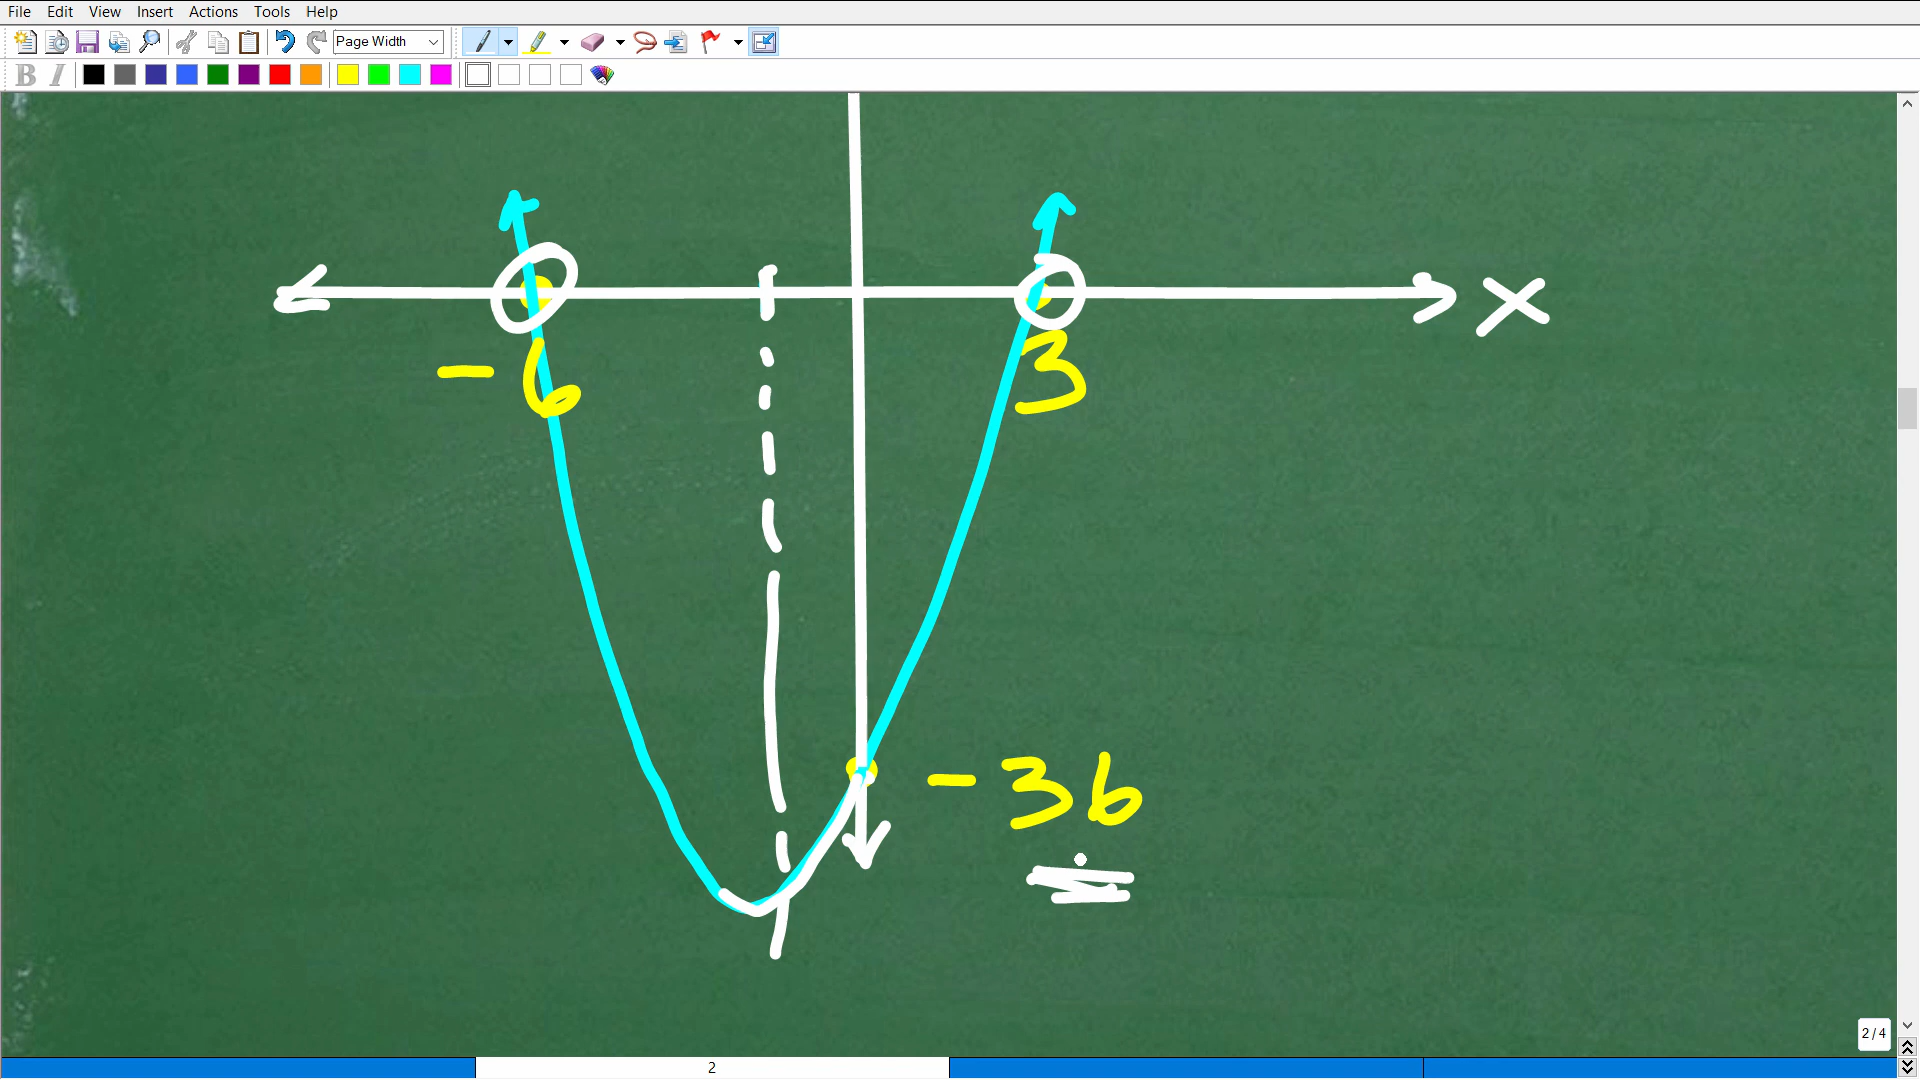 File Edit View Insert Actions Tools Help
Page Width
B I
X
-6 3
-36
2/4
2